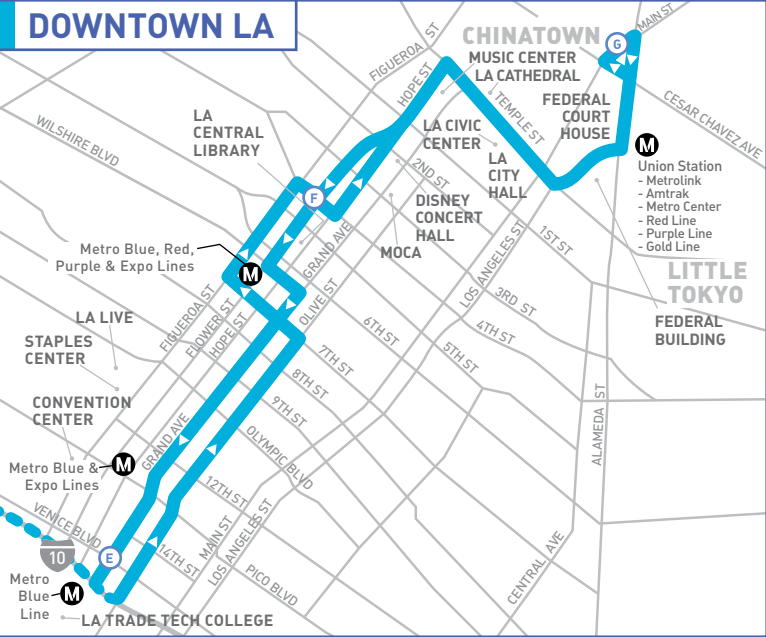 DOWNTOWN LA
MAIN ST
G
CHINATOWN
FIGUEROA ST
MUSIC CENTER
LA CATHEDRAL
HOPE ST
TEMPLE ST
FEDERAL
COURT
HOUSE
CESAR CHAVEZ AVE
WILSHIRE BLVD
LA
CENTRAL
LIBRARY
LA CIVIC
CENTER
LA
CITY
HALL
M
Union Station
- Metrolink
- Amtrak
- Metro Center
- Red Line
- Purple Line
- Gold Line
2ND ST
F
DISNEY
CONCERT
HALL
MOCA
1ST ST
GRAND AVE
LOS ANGELES ST
Metro Blue, Red,
Purple & Expo Lines
M
LITTLE
TOKYO
FEDERAL
BUILDING
OLIVE ST
3RD ST
4TH ST
5TH ST
6TH ST
7TH ST
8TH ST
9TH ST
FIGUEROA ST
FLOWER ST
HOPE ST
LA LIVE
STAPLES
CENTER
CONVENTION
CENTER
GRAND AVE
OLYMPIC BLVD
ALAMEDA ST
Metro Blue &
Expo Lines
M
12TH ST
MAIN ST
LOS ANGELES ST
VENICE BLVD
14TH ST
10
E
PICO BLVD
CENTRAL AVE
Metro
Blue
Line
M
LA TRADE TECH COLLEGE